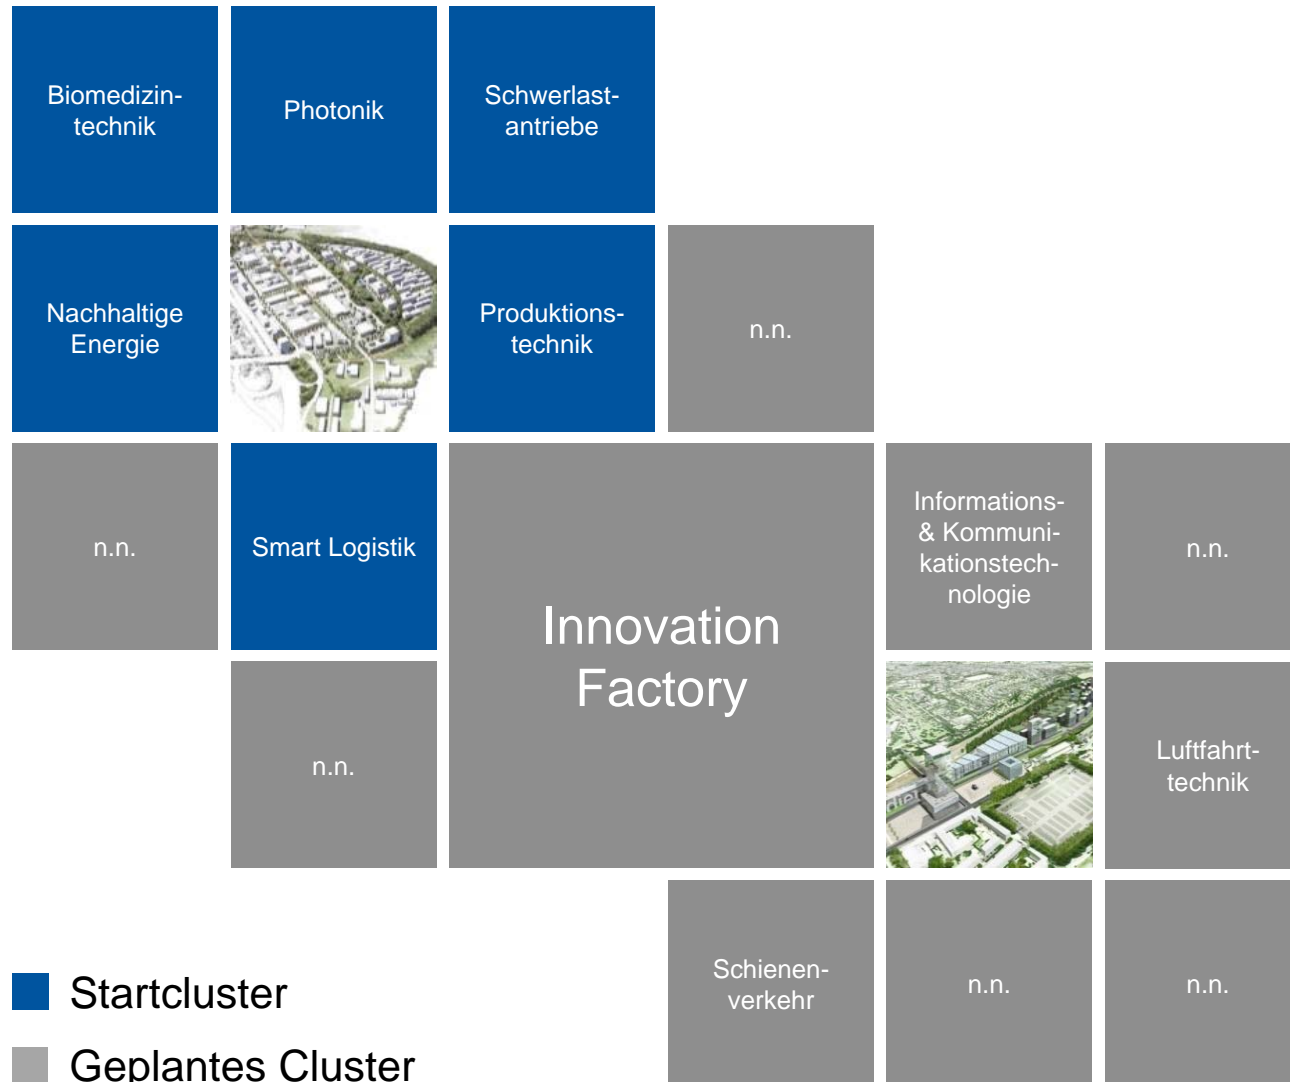 Biomedizin-
technik
Photonik
Schwerlast-
antriebe
Nachhaltige
Energie
Produktions-
technik
n.n.
n.n.
Smart Logistik
Innovation
Factory
Informations-
& Kommuni-
kationstech-
nologie
n.n.
n.n.
Luftfahrt-
technik
Schienen-
verkehr
n.n.
n.n.
Startcluster
Geplantes Cluster